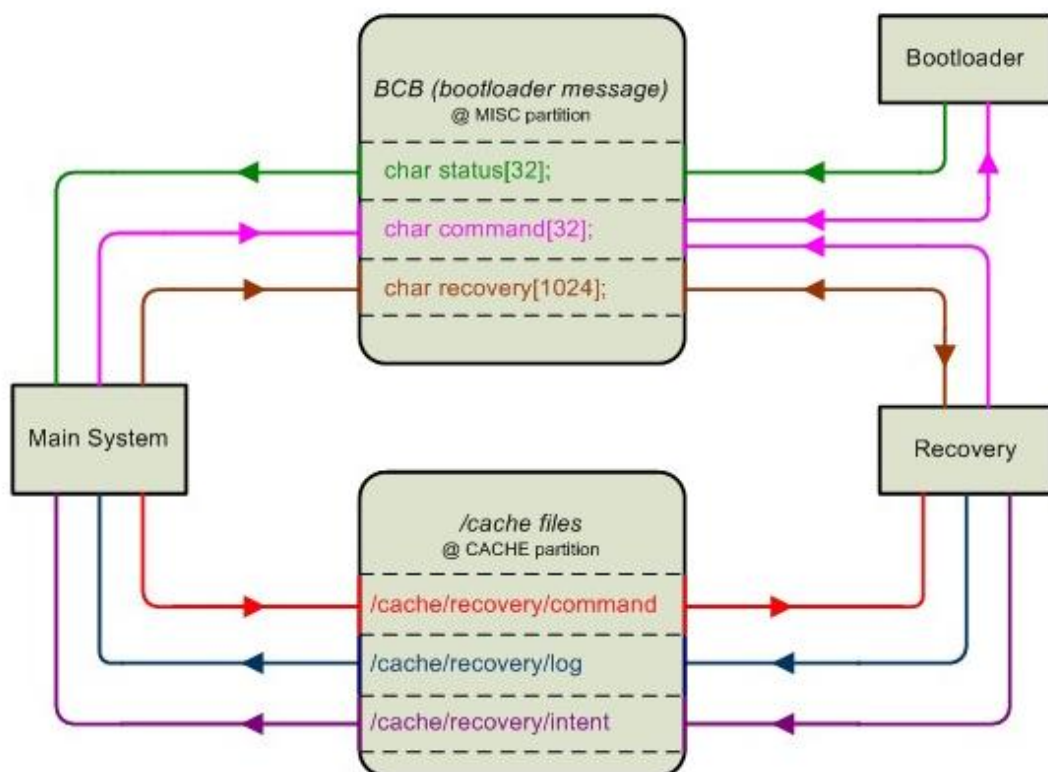 BCB (bootloader message)
@ MISC partition
Bootloader
char status[32];
char command[32];
char recovery[1024];
Main System
Recovery
/cache files
@ CACHE partition
/cache/recovery/command
/cache/recovery/log
/cache/recovery/intent